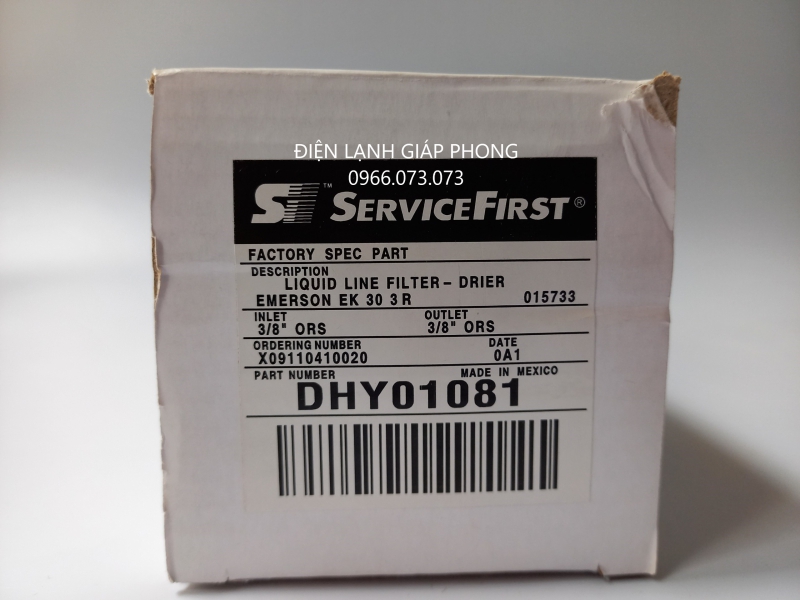 ĐIỆN LẠNH GIÁP PHONG
0966.073.073
ST™ SERVICEFIRST®
FACTORY SPEC PART
DESCRIPTION
LIQUID LINE FILTER - DRIER
EMERSON EK 30 3 R 015733
INLET OUTLET
3/8" ORS 3/8" ORS
ORDERING NUMBER DATE
X09110410020 0A1
PART NUMBER MADE IN MEXICO
DHY01081